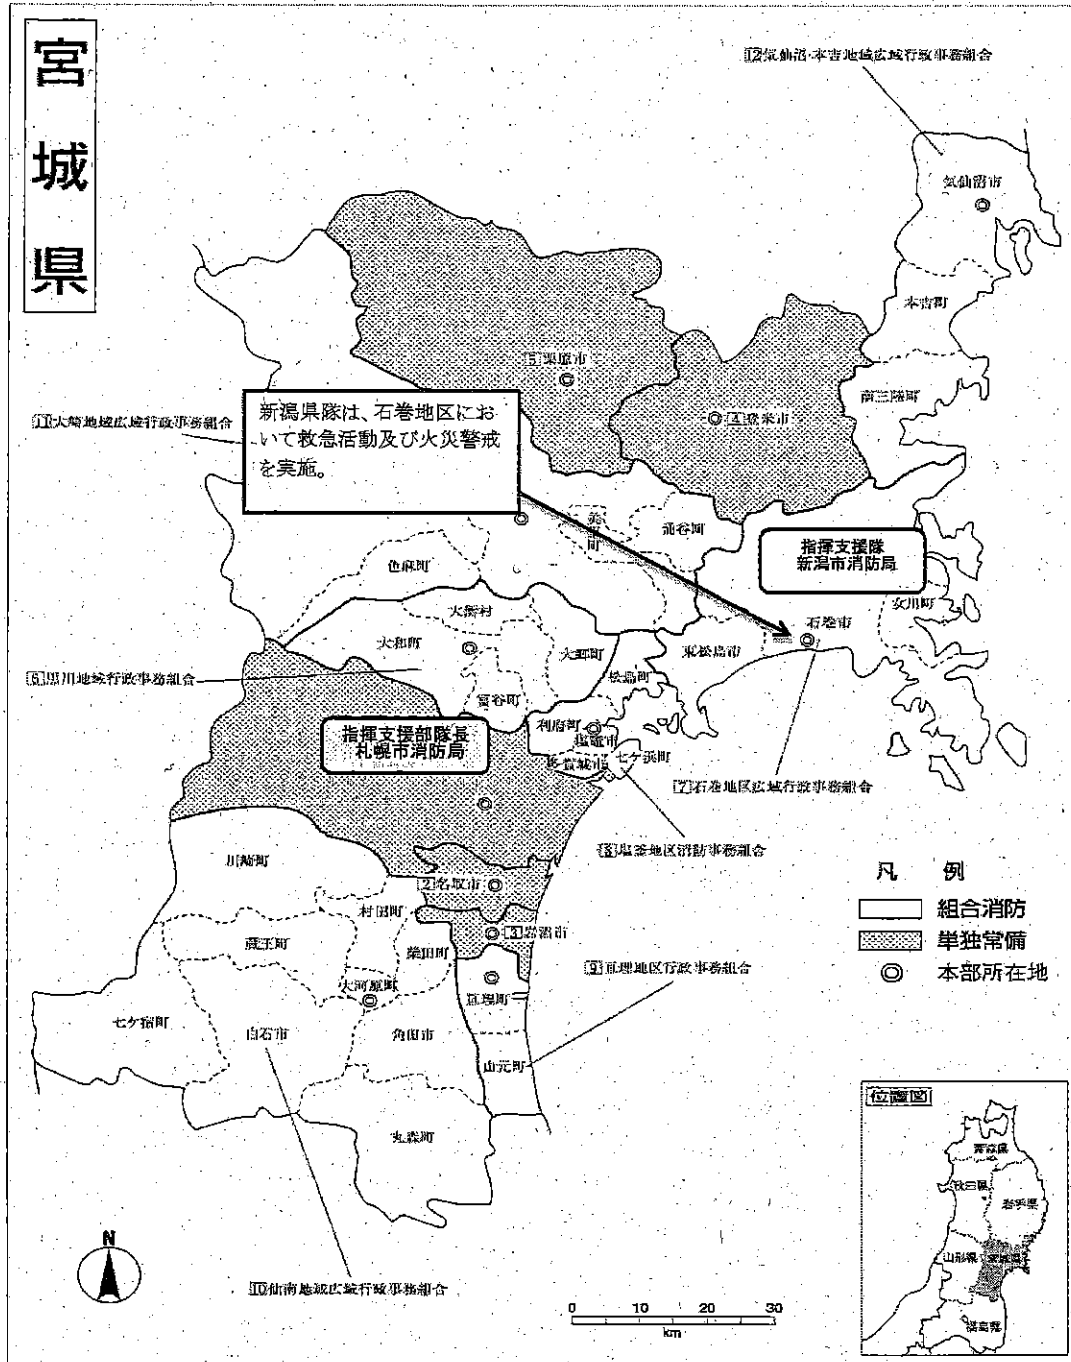 宮城県
12気仙沼・本吉地域広域行政事務組合
気仙沼市
本吉町
南三陸町
5栗原市
4登米市
11大崎地域広域行政事務組合
新潟県隊は、石巻地区にお
いて救急活動及び火災警戒
を実施。
美里町
涌谷町
指揮支援隊
新潟市消防局
色麻町
女川町
大衡村
石巻市
大和町
大郷町
東松島市
松島町
6黒川地域行政事務組合
富谷町
利府町
指揮支援部隊長
札幌市消防局
塩竈市
七ケ浜町
多賀城市
7石巻地区広域行政事務組合
8塩釜地区消防事務組合
川崎町
凡 例
2名取市
村田町
組合消防
3岩沼市
単独常備
蔵王町
柴田町
9亘理地区行政事務組合
本部所在地
大河原町
亘理町
七ケ宿町
白石市
角田市
山元町
位置図
丸森町
青森県
秋田県
岩手県
山形県
宮城県
福島県
N
10仙南地域広域行政事務組合
0 10 20 30
km